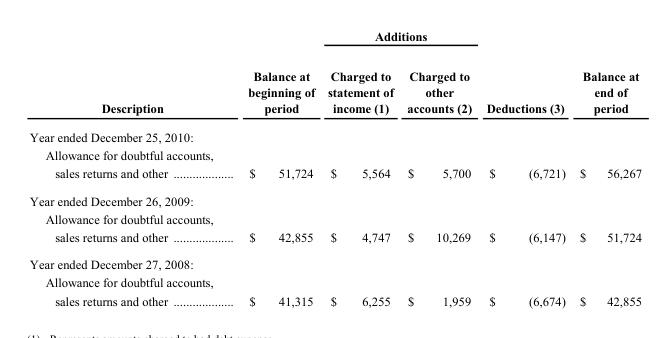 Additions
Balance at Charged to Charged to Balance at
beginning of statement of other end of
Description period income (1) accounts (2) Deductions (3) period
Year ended December 25, 2010:
Allowance for doubtful accounts,
sales returns and other ................... $ 51,724 $ 5,564 $ 5,700 $ (6,721) $ 56,267
Year ended December 26, 2009:
Allowance for doubtful accounts,
sales returns and other ................... $ 42,855 $ 4,747 $ 10,269 $ (6,147) $ 51,724
Year ended December 27, 2008:
Allowance for doubtful accounts,
sales returns and other ................... $ 41,315 $ 6,255 $ 1,959 $ (6,674) $ 42,855